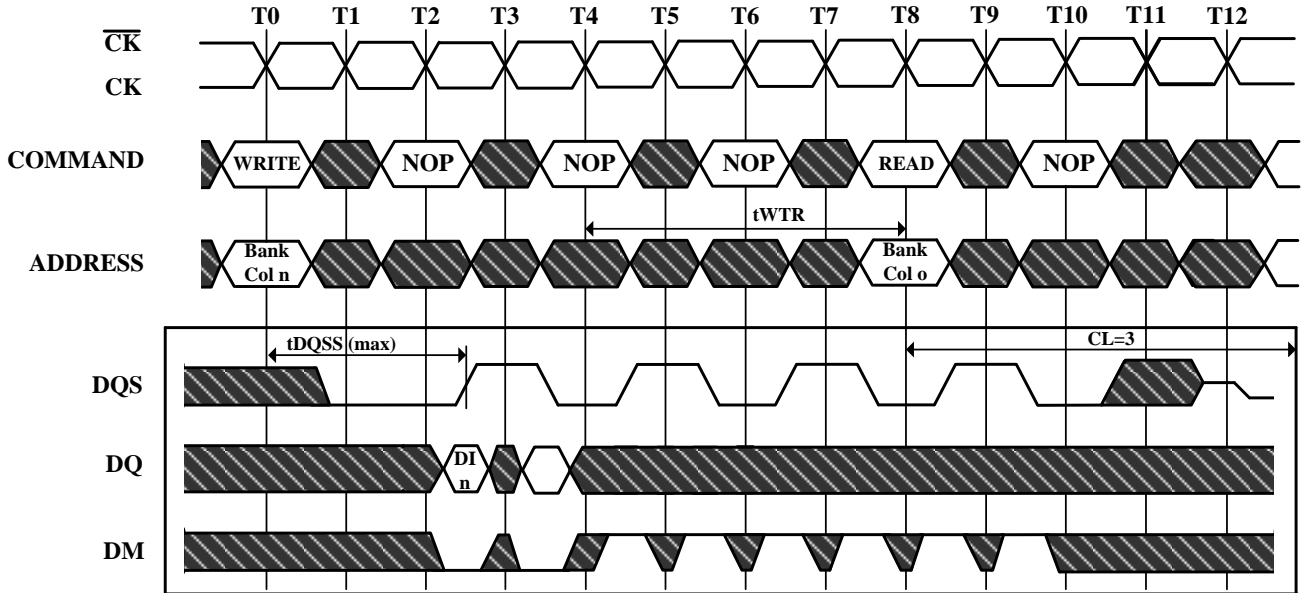 T0 T1 T2 T3 T4 T5 T6 T7 T8 T9 T10 T11 T12
CK
CK
COMMAND WRITE NOP NOP NOP READ NOP
tWTR
ADDRESS Bank Col n Bank Col o
tDQSS (max) CL=3
DQS
DQ DI n
DM